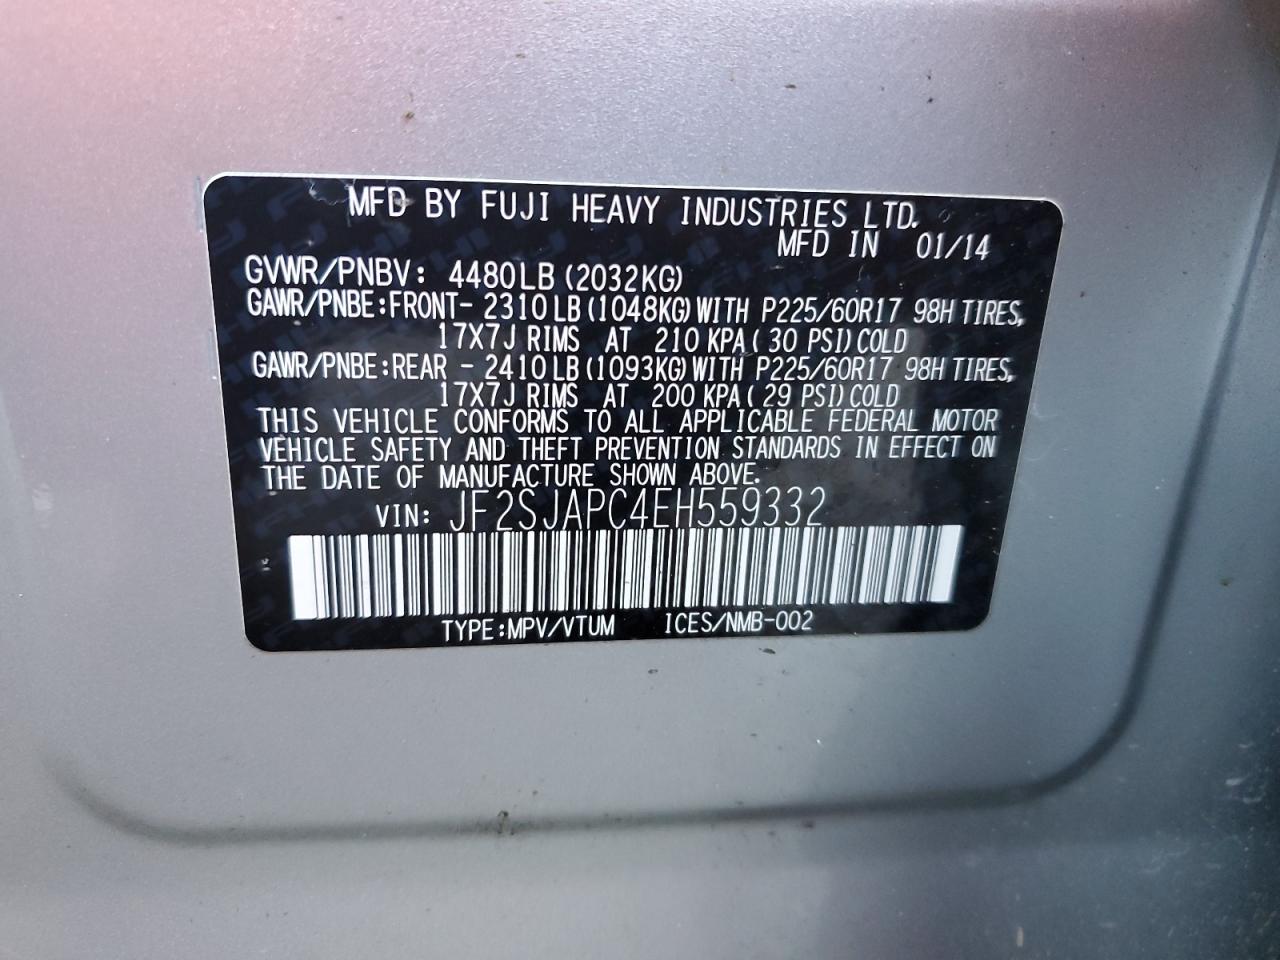 MFD BY FUJI HEAVY INDUSTRIES LTD.
MFD IN 01/14
GVWR/PNBV: 4480LB (2032KG)
GAWR/PNBE:FRONT- 2310LB (1048KG) WITH P225/60R17 98H TIRES,
17X7J RIMS AT 210 KPA ( 30 PSI) COLD
GAWR/PNBE:REAR - 2410LB (1093KG) WITH P225/60R17 98H TIRES,
17X7J RIMS AT 200 KPA ( 29 PSI) COLD
THIS VEHICLE CONFORMS TO ALL APPLICABLE FEDERAL MOTOR
VEHICLE SAFETY AND THEFT PREVENTION STANDARDS IN EFFECT ON
THE DATE OF MANUFACTURE SHOWN ABOVE.
VIN: JF2SJAPC4EH559332
TYPE:MPV/VTUM ICES/NMB-002